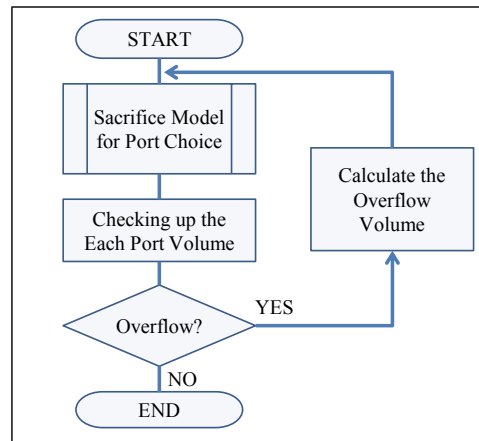 START
Sacrifice Model
for Port Choice
Checking up the
Each Port Volume
Calculate the
Overflow
Volume
Overflow?
YES
NO
END